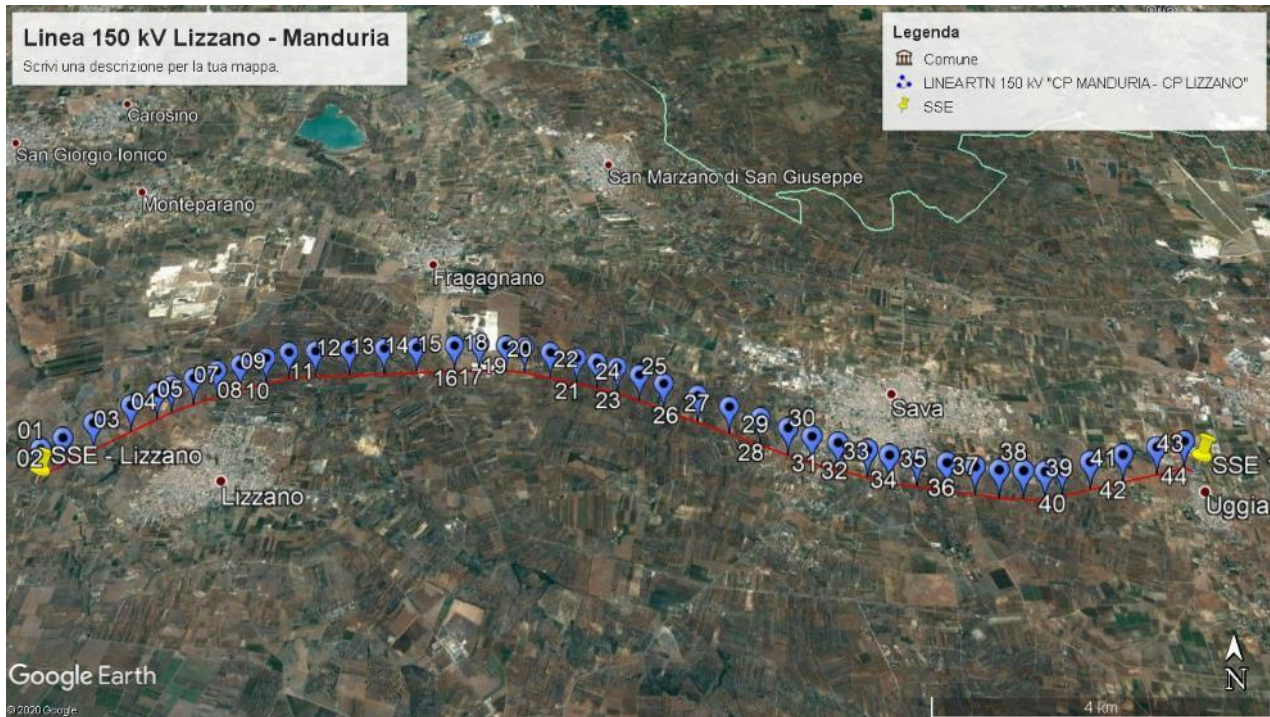 Linea 150 kV Lizzano - Manduria
Scrivi una descrizione per la tua mappa.
Legenda
Comune
LINEA RTN 150 kV "CP MANDURIA - CP LIZZANO"
SSE
Carosino
San Giorgio Ionico
Monteparano
San Marzano di San Giuseppe
Fragagnano
12 13 14 15 18 20
09 11 16 17 19 22
05 07 08 10 21 24 25
03 04 23 26 27
01
02
SSE - Lizzano
Lizzano
29 30
28 31 33
32 34 35
Sava
36 37 38 39 41 43
40 42 44
SSE
Uggia
Google Earth
© 2020 Google
N
4 km